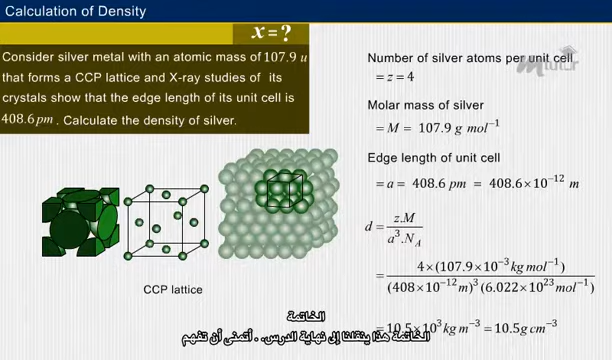 Calculation of Density
x = ?
Consider silver metal with an atomic mass of 107.9 u
that forms a CCP lattice and X-ray studies of its
crystals show that the edge length of its unit cell is
408.6 pm . Calculate the density of silver.
Number of silver atoms per unit cell
= z = 4
Molar mass of silver
= M = 107.9 g mol⁻¹
Edge length of unit cell
= a = 408.6 pm = 408.6×10⁻¹² m
d = z.M / a³.N_A
= 4×(107.9×10⁻³ kg mol⁻¹) / (408×10⁻¹² m)³ (6.022×10²³ mol⁻¹)
= 10.5×10³ kg m⁻³ = 10.5g cm⁻³
CCP lattice
الخاتمة
الخاتمة هذا ينقلنا إلى نهاية الدرس. . أتمنى أن تفهم